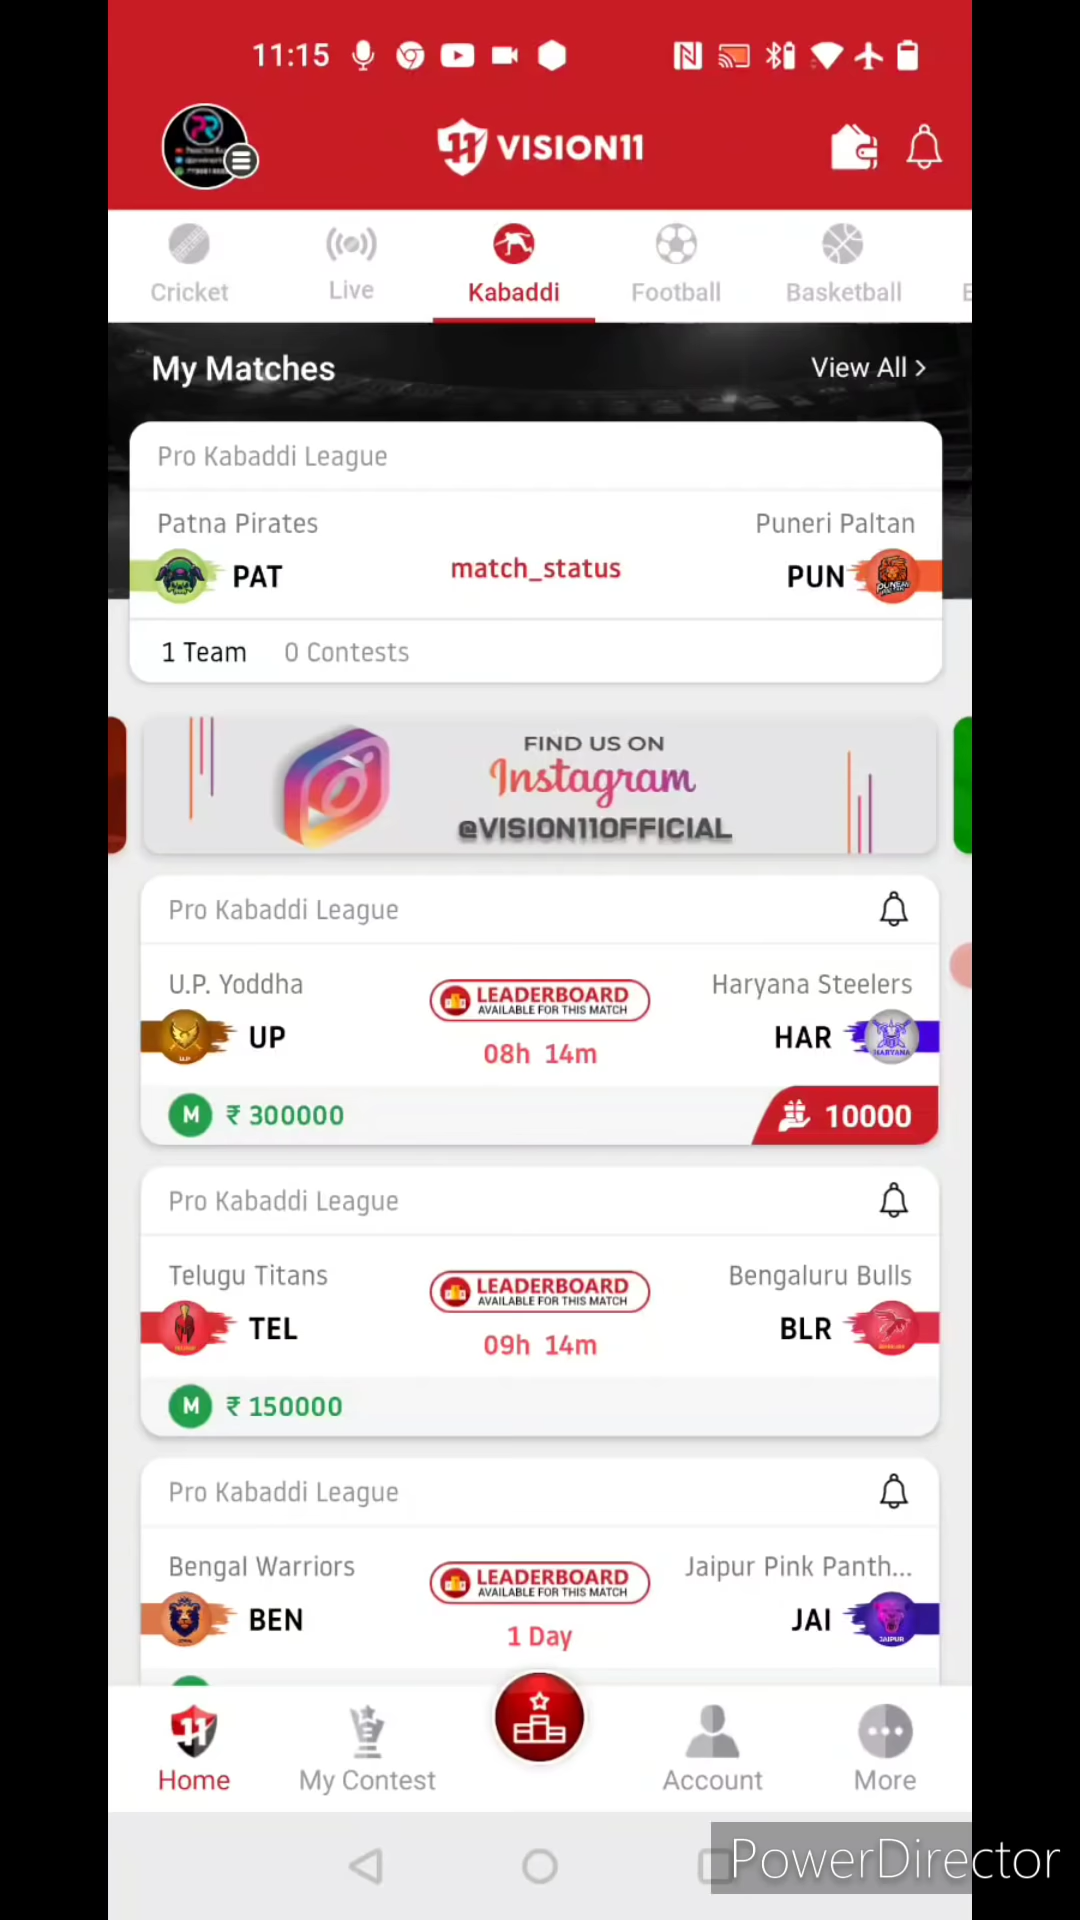 11:15
VISION11
Cricket
Live
Kabaddi
Football
Basketball
My Matches
View All >
Pro Kabaddi League
Patna Pirates
Puneri Paltan
PAT
match_status
PUN
1 Team
0 Contests
FIND US ON
Instagram
@VISION11OFFICIAL
Pro Kabaddi League
U.P. Yoddha
LEADERBOARD
AVAILABLE FOR THIS MATCH
Haryana Steelers
UP
08h 14m
HAR
M ₹ 300000
10000
Pro Kabaddi League
Telugu Titans
LEADERBOARD
AVAILABLE FOR THIS MATCH
Bengaluru Bulls
TEL
09h 14m
BLR
M ₹ 150000
Pro Kabaddi League
Bengal Warriors
LEADERBOARD
AVAILABLE FOR THIS MATCH
Jaipur Pink Panth...
BEN
1 Day
JAI
Home
My Contest
Account
More
PowerDirector